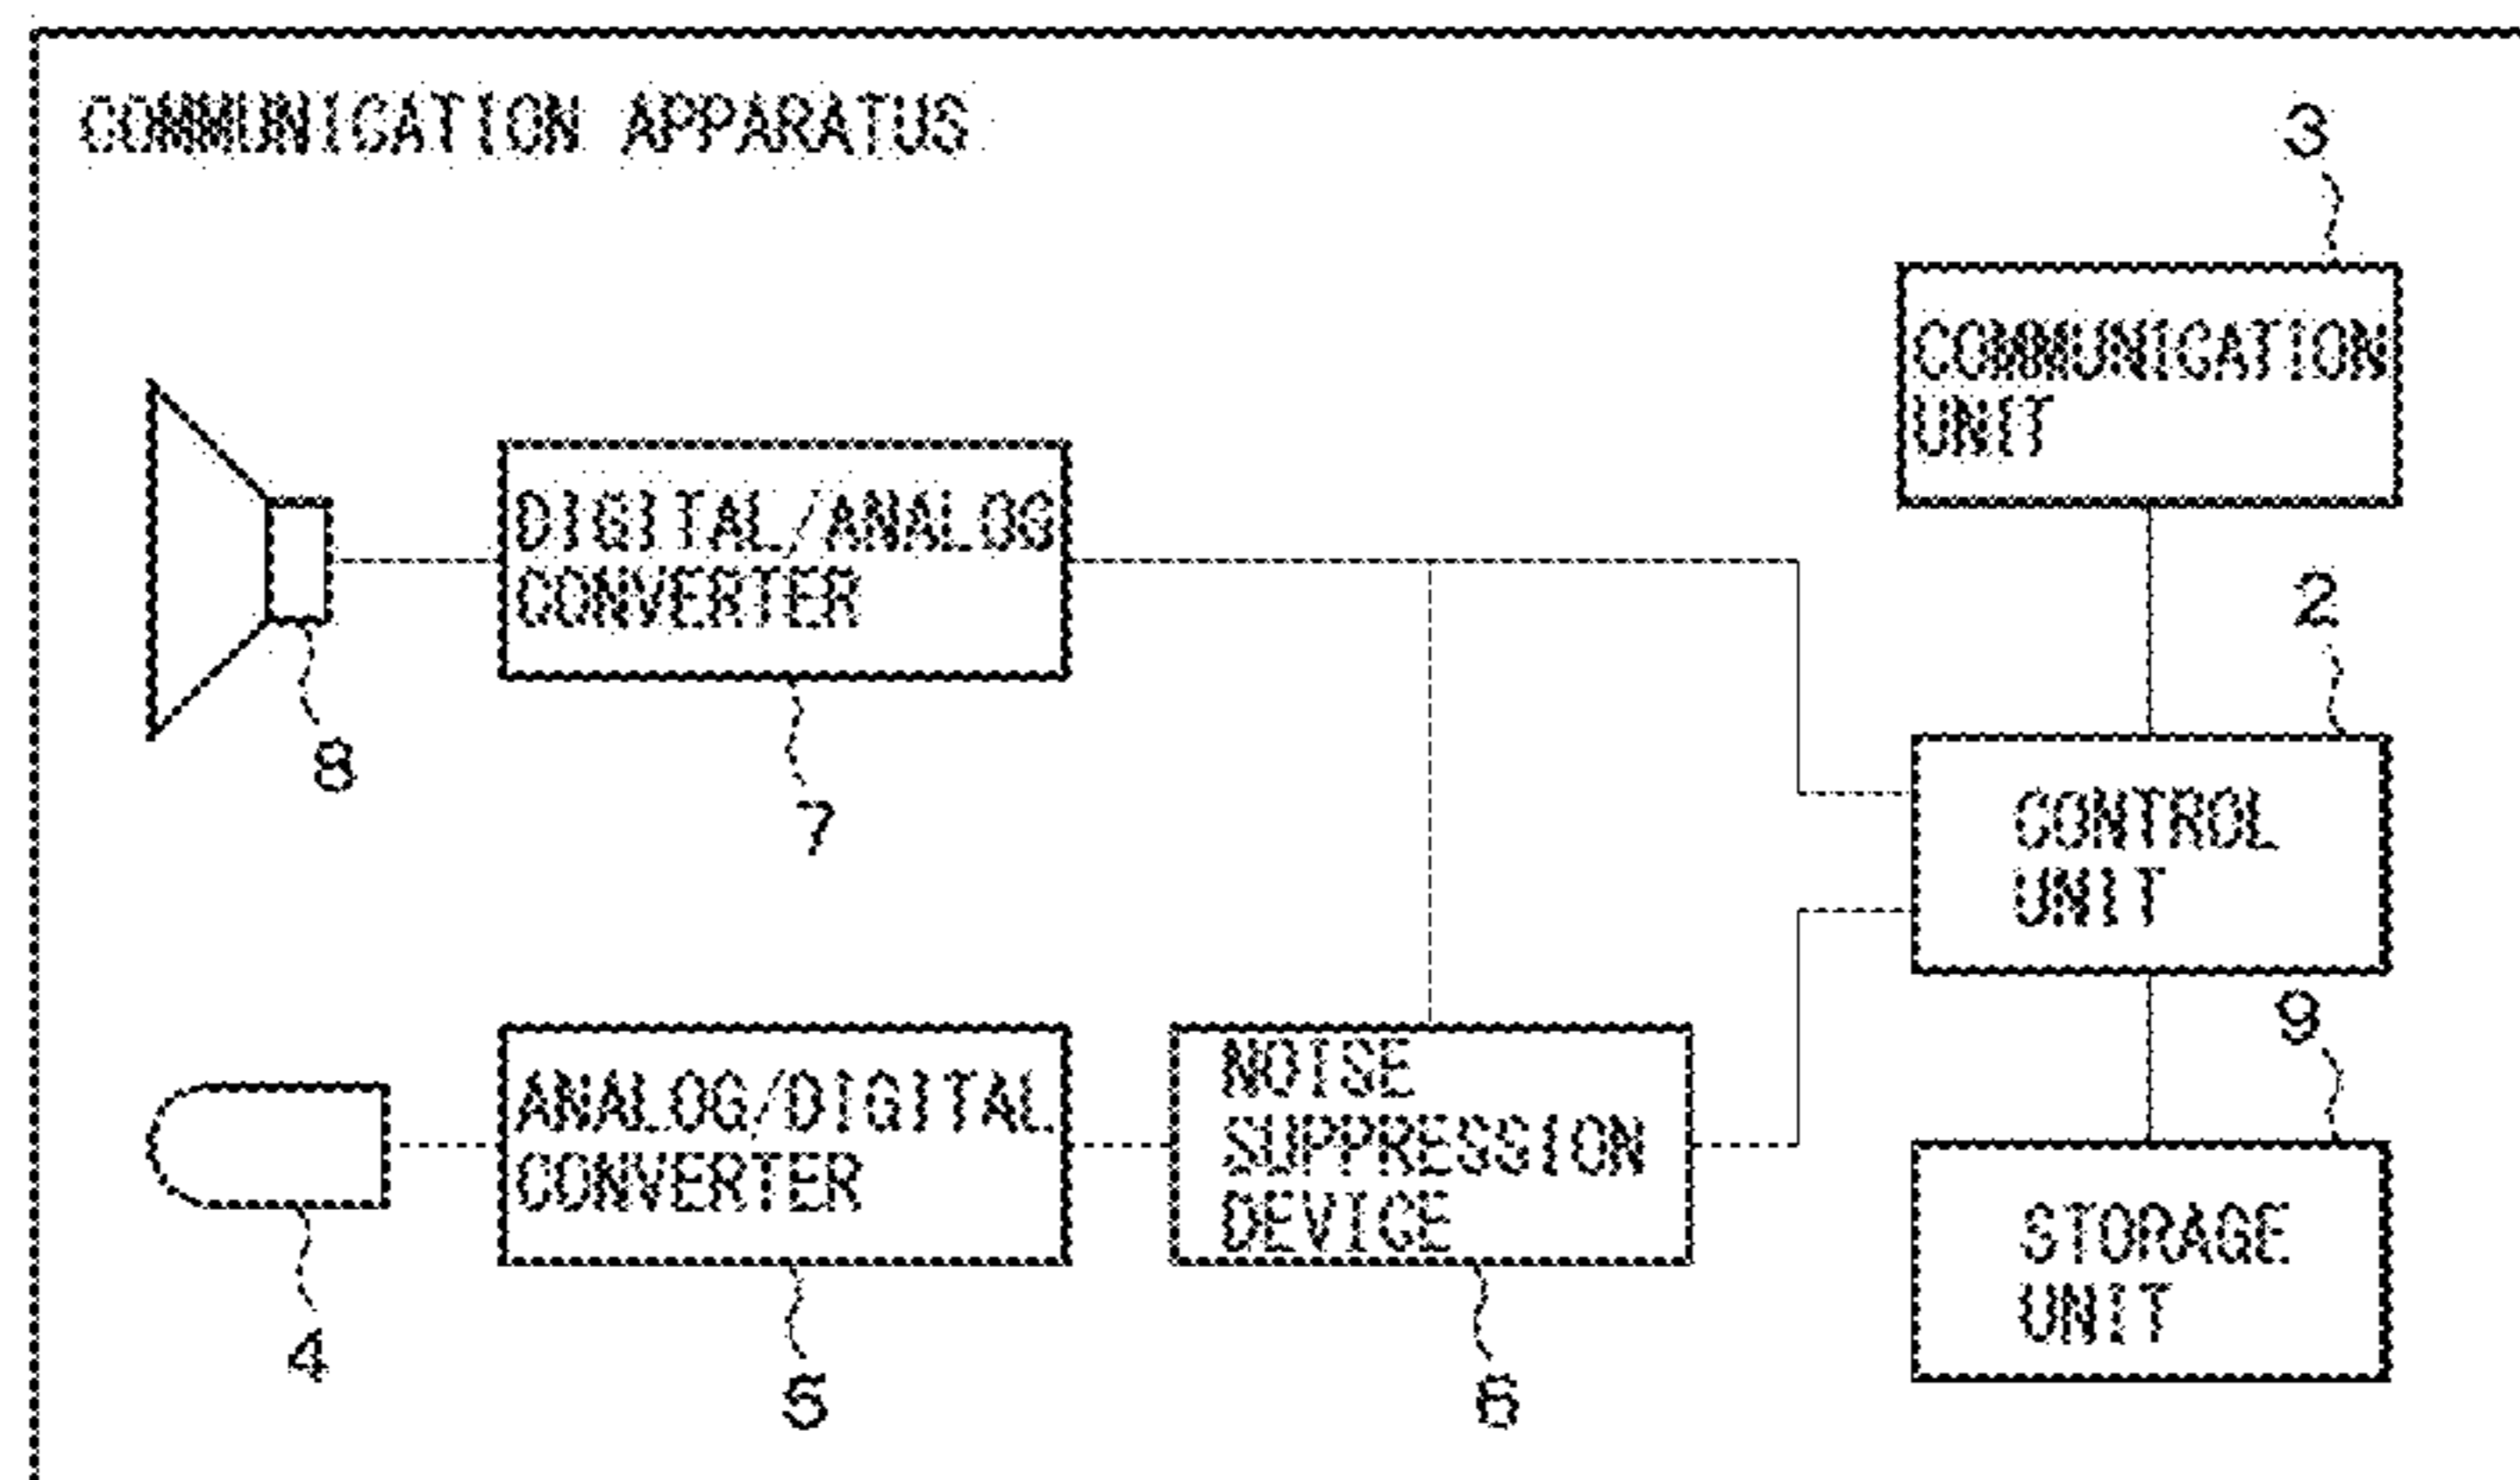 COMMUNICATION APPARATUS
3
COMMUNICATION
UNIT
DIGITAL/ANALOG
CONVERTER
2
8
7
CONTROL
UNIT
9
ANALOG/DIGITAL
CONVERTER
NOISE
SUPPRESSION
DEVICE
STORAGE
UNIT
4
5
6